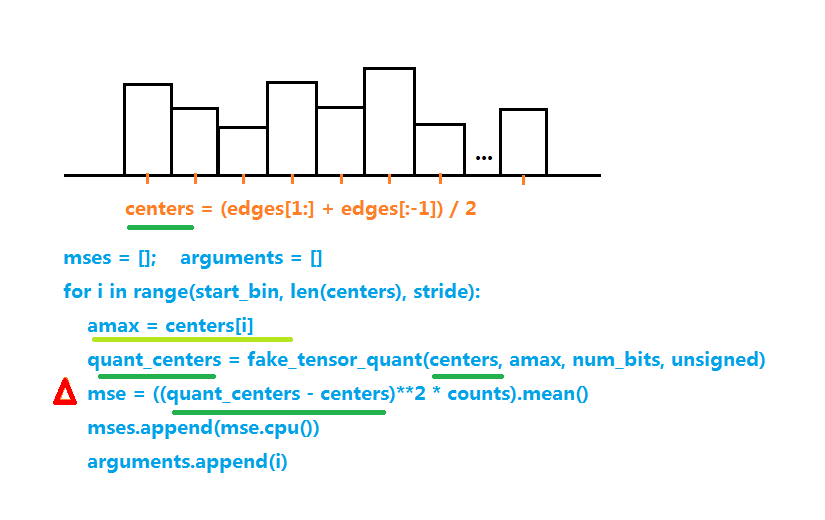 ...
centers = (edges[1:] + edges[:-1]) / 2
mses = []; arguments = []
for i in range(start_bin, len(centers), stride):
amax = centers[i]
quant_centers = fake_tensor_quant(centers, amax, num_bits, unsigned)
mse = ((quant_centers - centers)**2 * counts).mean()
mses.append(mse.cpu())
arguments.append(i)